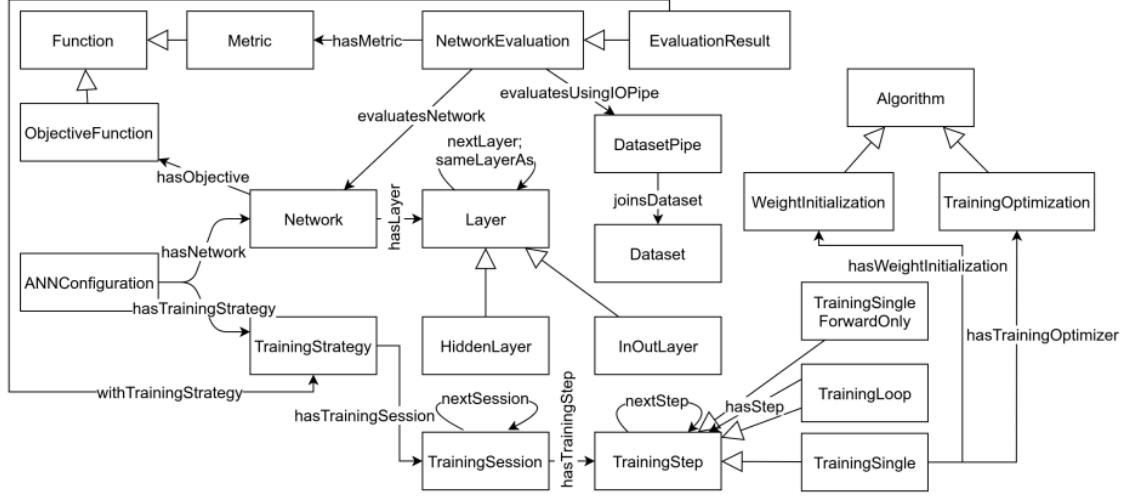 Function
Metric
hasMetric
NetworkEvaluation
EvaluationResult
evaluatesUsingIOPipe
Algorithm
ObjectiveFunction
evaluatesNetwork
nextLayer;
sameLayerAs
DatasetPipe
hasObjective
joinsDataset
WeightInitialization
TrainingOptimization
Network
hasLayer
Layer
Dataset
hasNetwork
hasWeightInitialization
ANNConfiguration
hasTrainingStrategy
TrainingSingle
ForwardOnly
TrainingStrategy
HiddenLayer
InOutLayer
hasTrainingOptimizer
withTrainingStrategy
nextSession
nextStep
hasStep
TrainingLoop
hasTrainingSession
TrainingSession
hasTrainingStep
TrainingStep
TrainingSingle